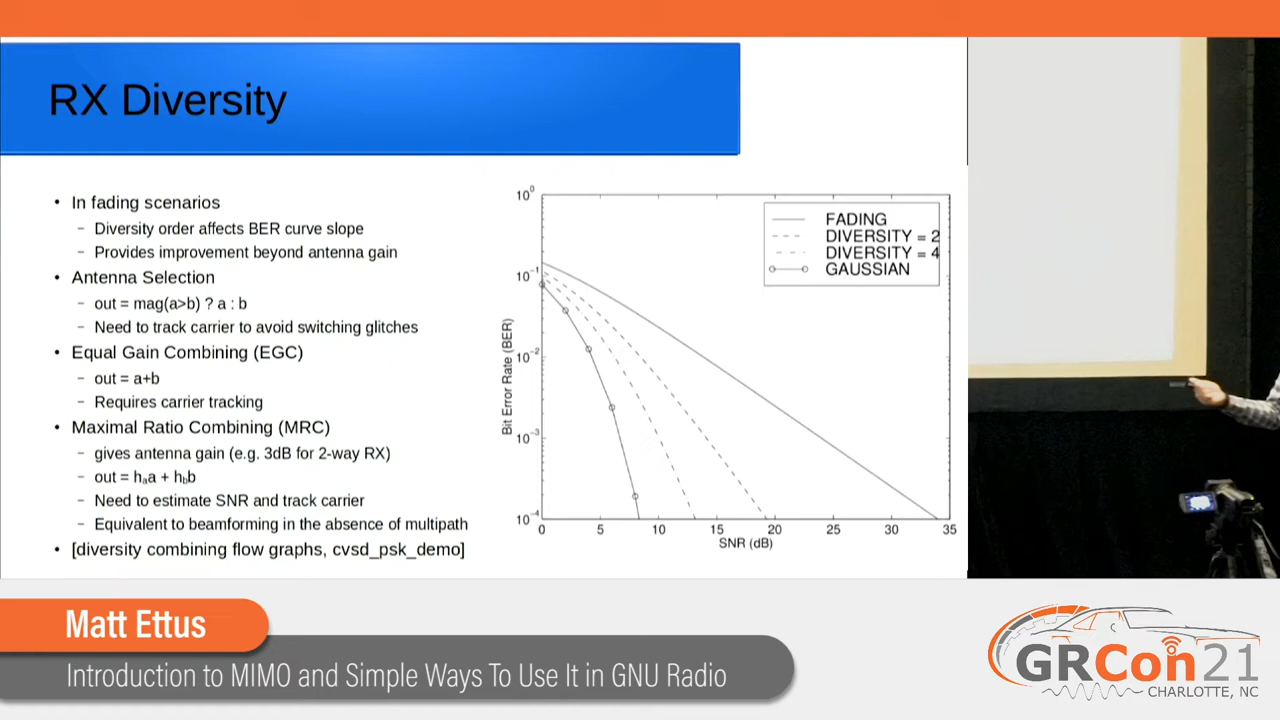 RX Diversity
• In fading scenarios
– Diversity order affects BER curve slope
– Provides improvement beyond antenna gain
• Antenna Selection
– out = mag(a>b) ? a : b
– Need to track carrier to avoid switching glitches
• Equal Gain Combining (EGC)
– out = a+b
– Requires carrier tracking
• Maximal Ratio Combining (MRC)
– gives antenna gain (e.g. 3dB for 2-way RX)
– out = hₐa + h_b b
– Need to estimate SNR and track carrier
– Equivalent to beamforming in the absence of multipath
• [diversity combining flow graphs, cvsd_psk_demo]
FADING
DIVERSITY = 2
DIVERSITY = 4
GAUSSIAN
Bit Error Rate (BER)
10⁰
10⁻¹
10⁻²
10⁻³
10⁻⁴
0 5 10 15 20 25 30 35
SNR (dB)
Matt Ettus
Introduction to MIMO and Simple Ways To Use It in GNU Radio
GRCon21
CHARLOTTE, NC